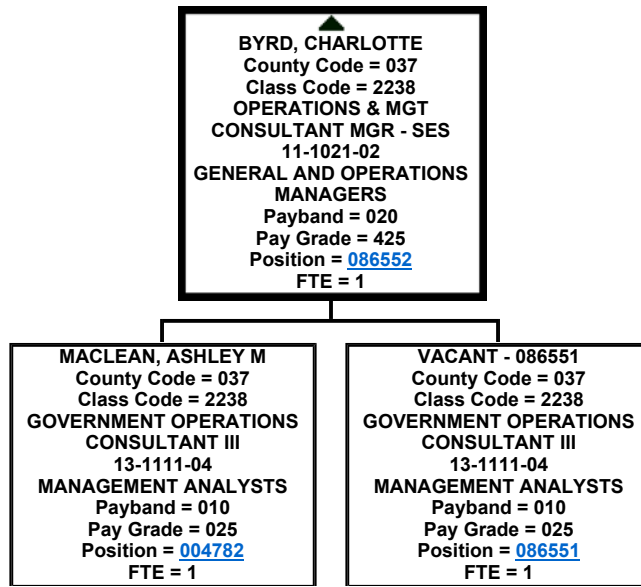 BYRD, CHARLOTTE
County Code = 037
Class Code = 2238
OPERATIONS & MGT
CONSULTANT MGR - SES
11-1021-02
GENERAL AND OPERATIONS
MANAGERS
Payband = 020
Pay Grade = 425
Position = 086552
FTE = 1
MACLEAN, ASHLEY M
County Code = 037
Class Code = 2238
GOVERNMENT OPERATIONS
CONSULTANT III
13-1111-04
MANAGEMENT ANALYSTS
Payband = 010
Pay Grade = 025
Position = 004782
FTE = 1
VACANT - 086551
County Code = 037
Class Code = 2238
GOVERNMENT OPERATIONS
CONSULTANT III
13-1111-04
MANAGEMENT ANALYSTS
Payband = 010
Pay Grade = 025
Position = 086551
FTE = 1